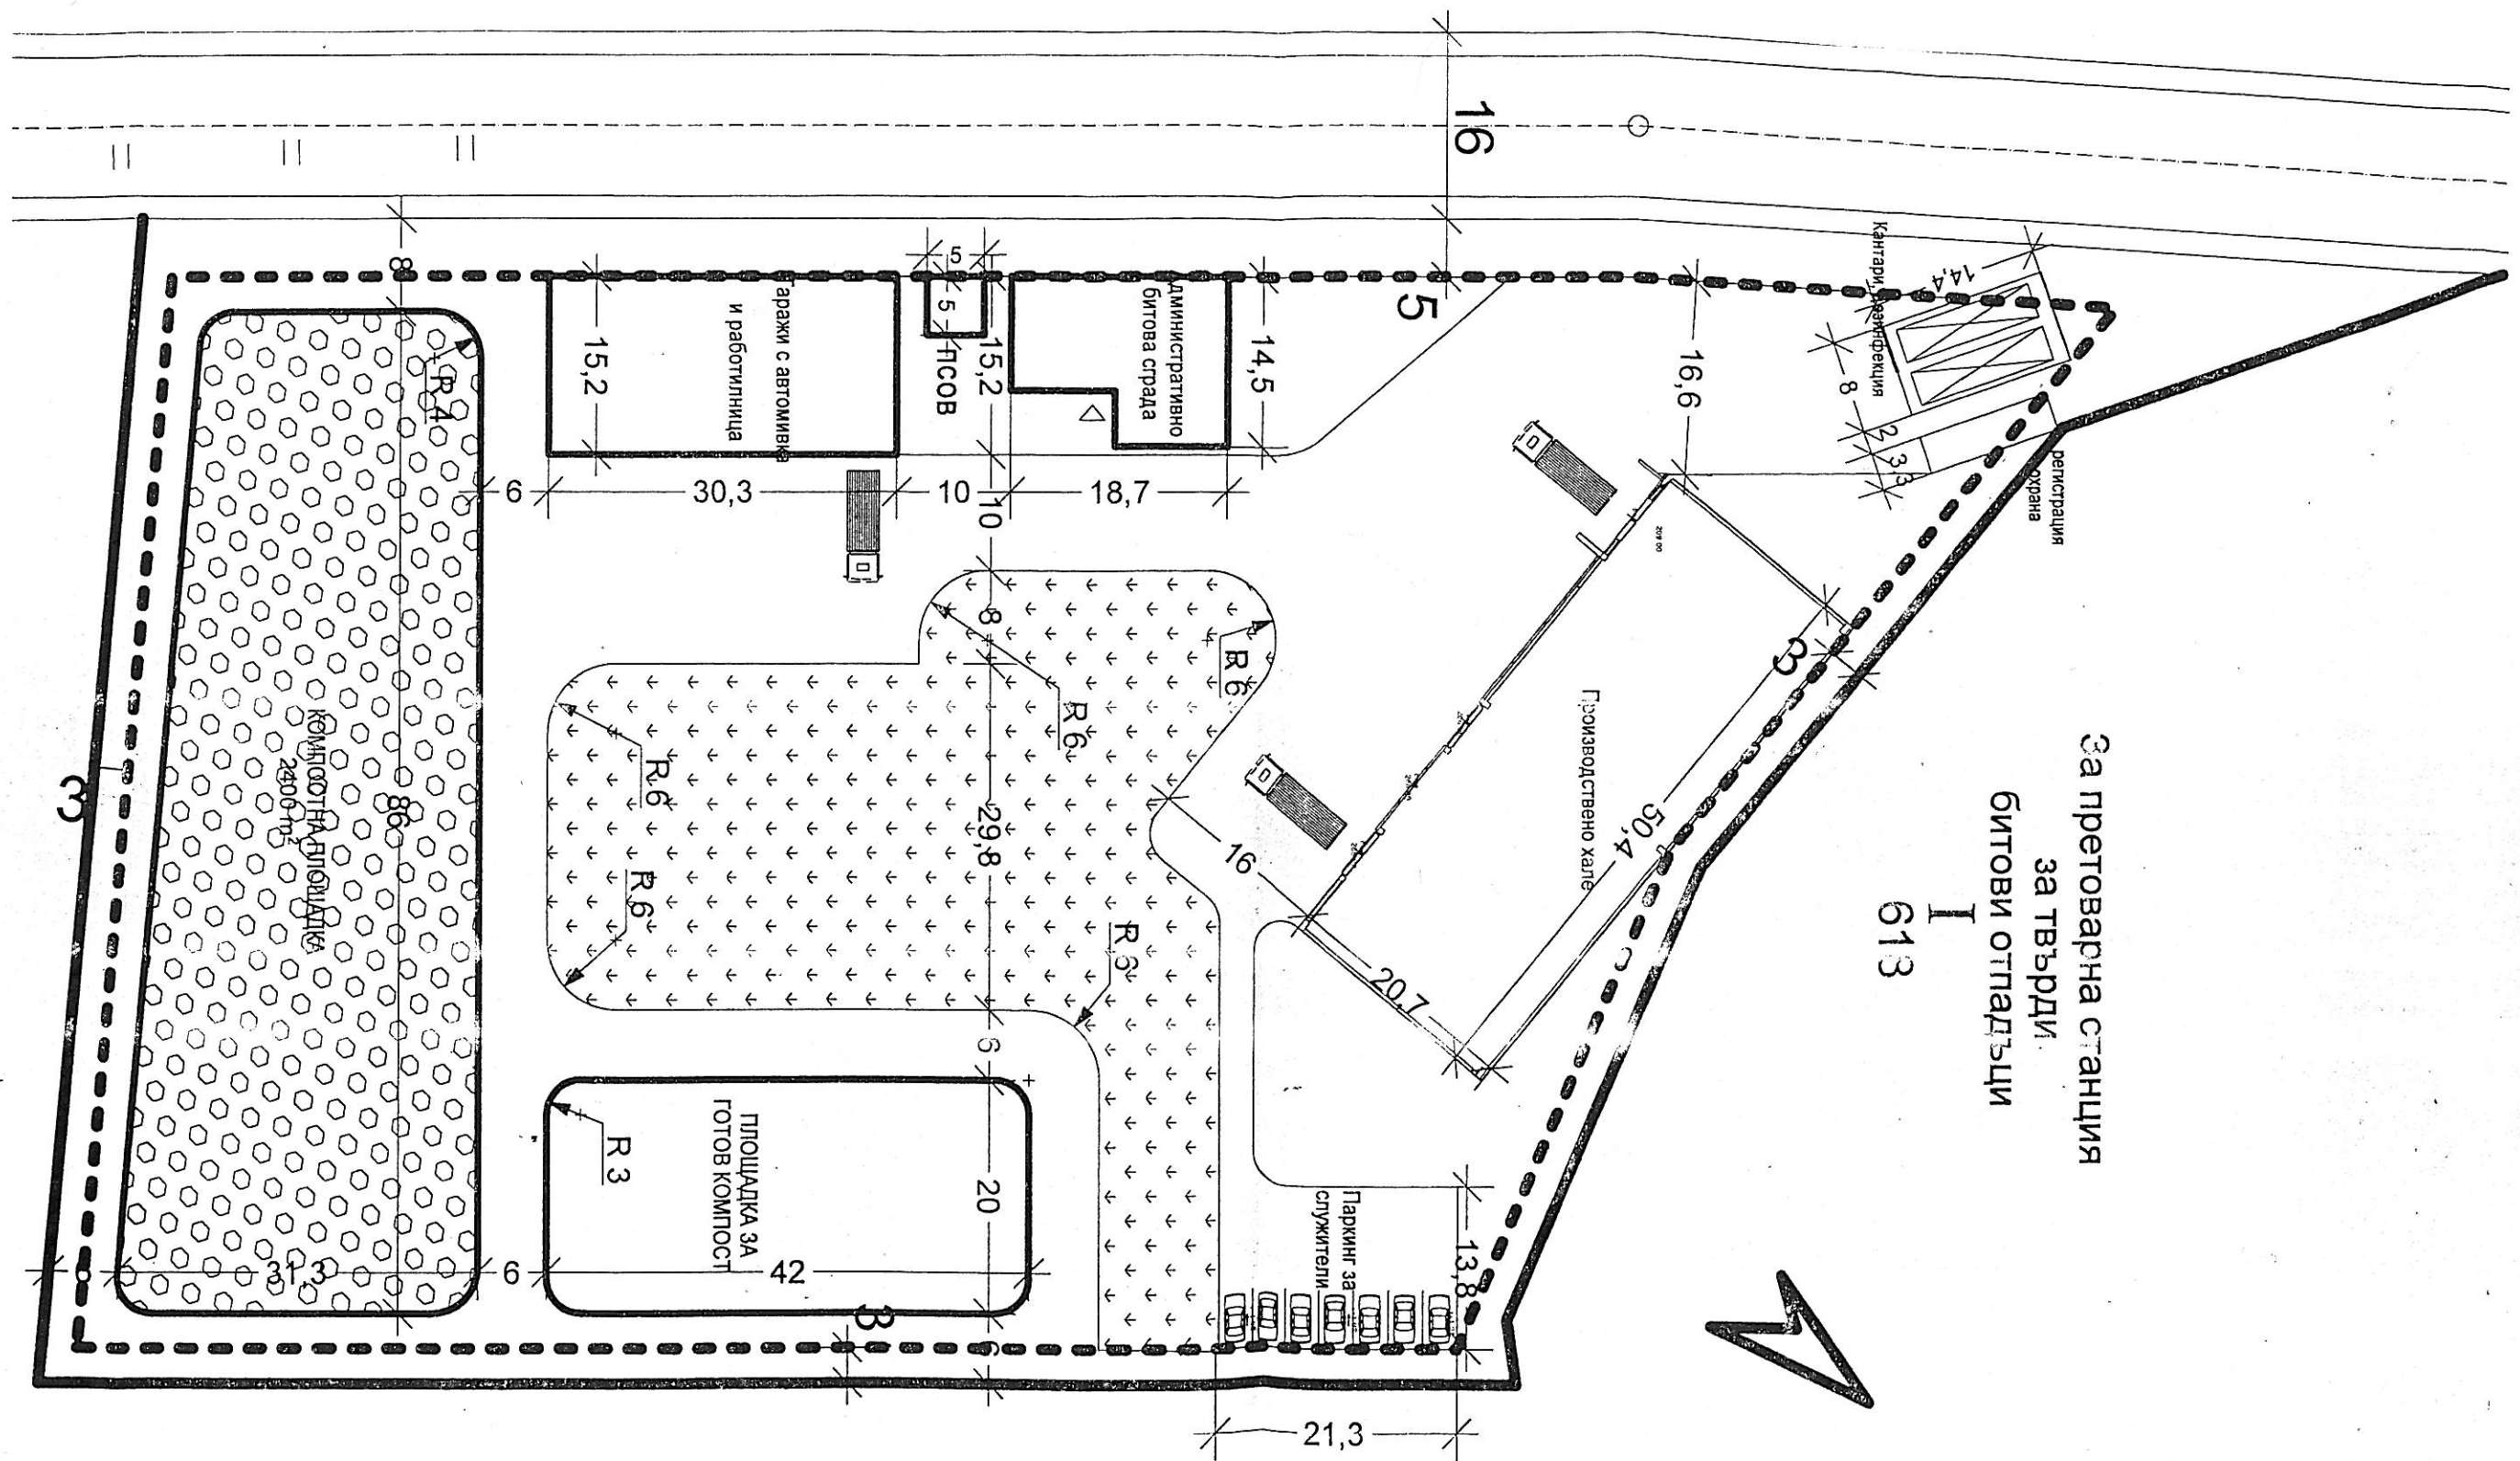 За претоварна станция
за твърди
битови отпадъци
I
613
16
5
8
Кантари, дезинфекция
14,4
8
2
3,3
регистрация
охрана
16,6
14,5
административно
битова сграда
15,2
5
5
ПСОВ
Гаражи с автомивка
и работилница
15,2
6
30,3
10
18,7
10
R 4
8
R 6
R 6
R 6
R 6
R 6
29,8
КОМПОСТНА ПЛОЩАДКА
2400 m²
86
3
3
Производствено хале
50,4
16
20,7
6
ПЛОЩАДКА ЗА
ГОТОВ КОМПОСТ
R 3
20
42
6
31,3
3
6
Паркинг за
служители
13,8
21,3